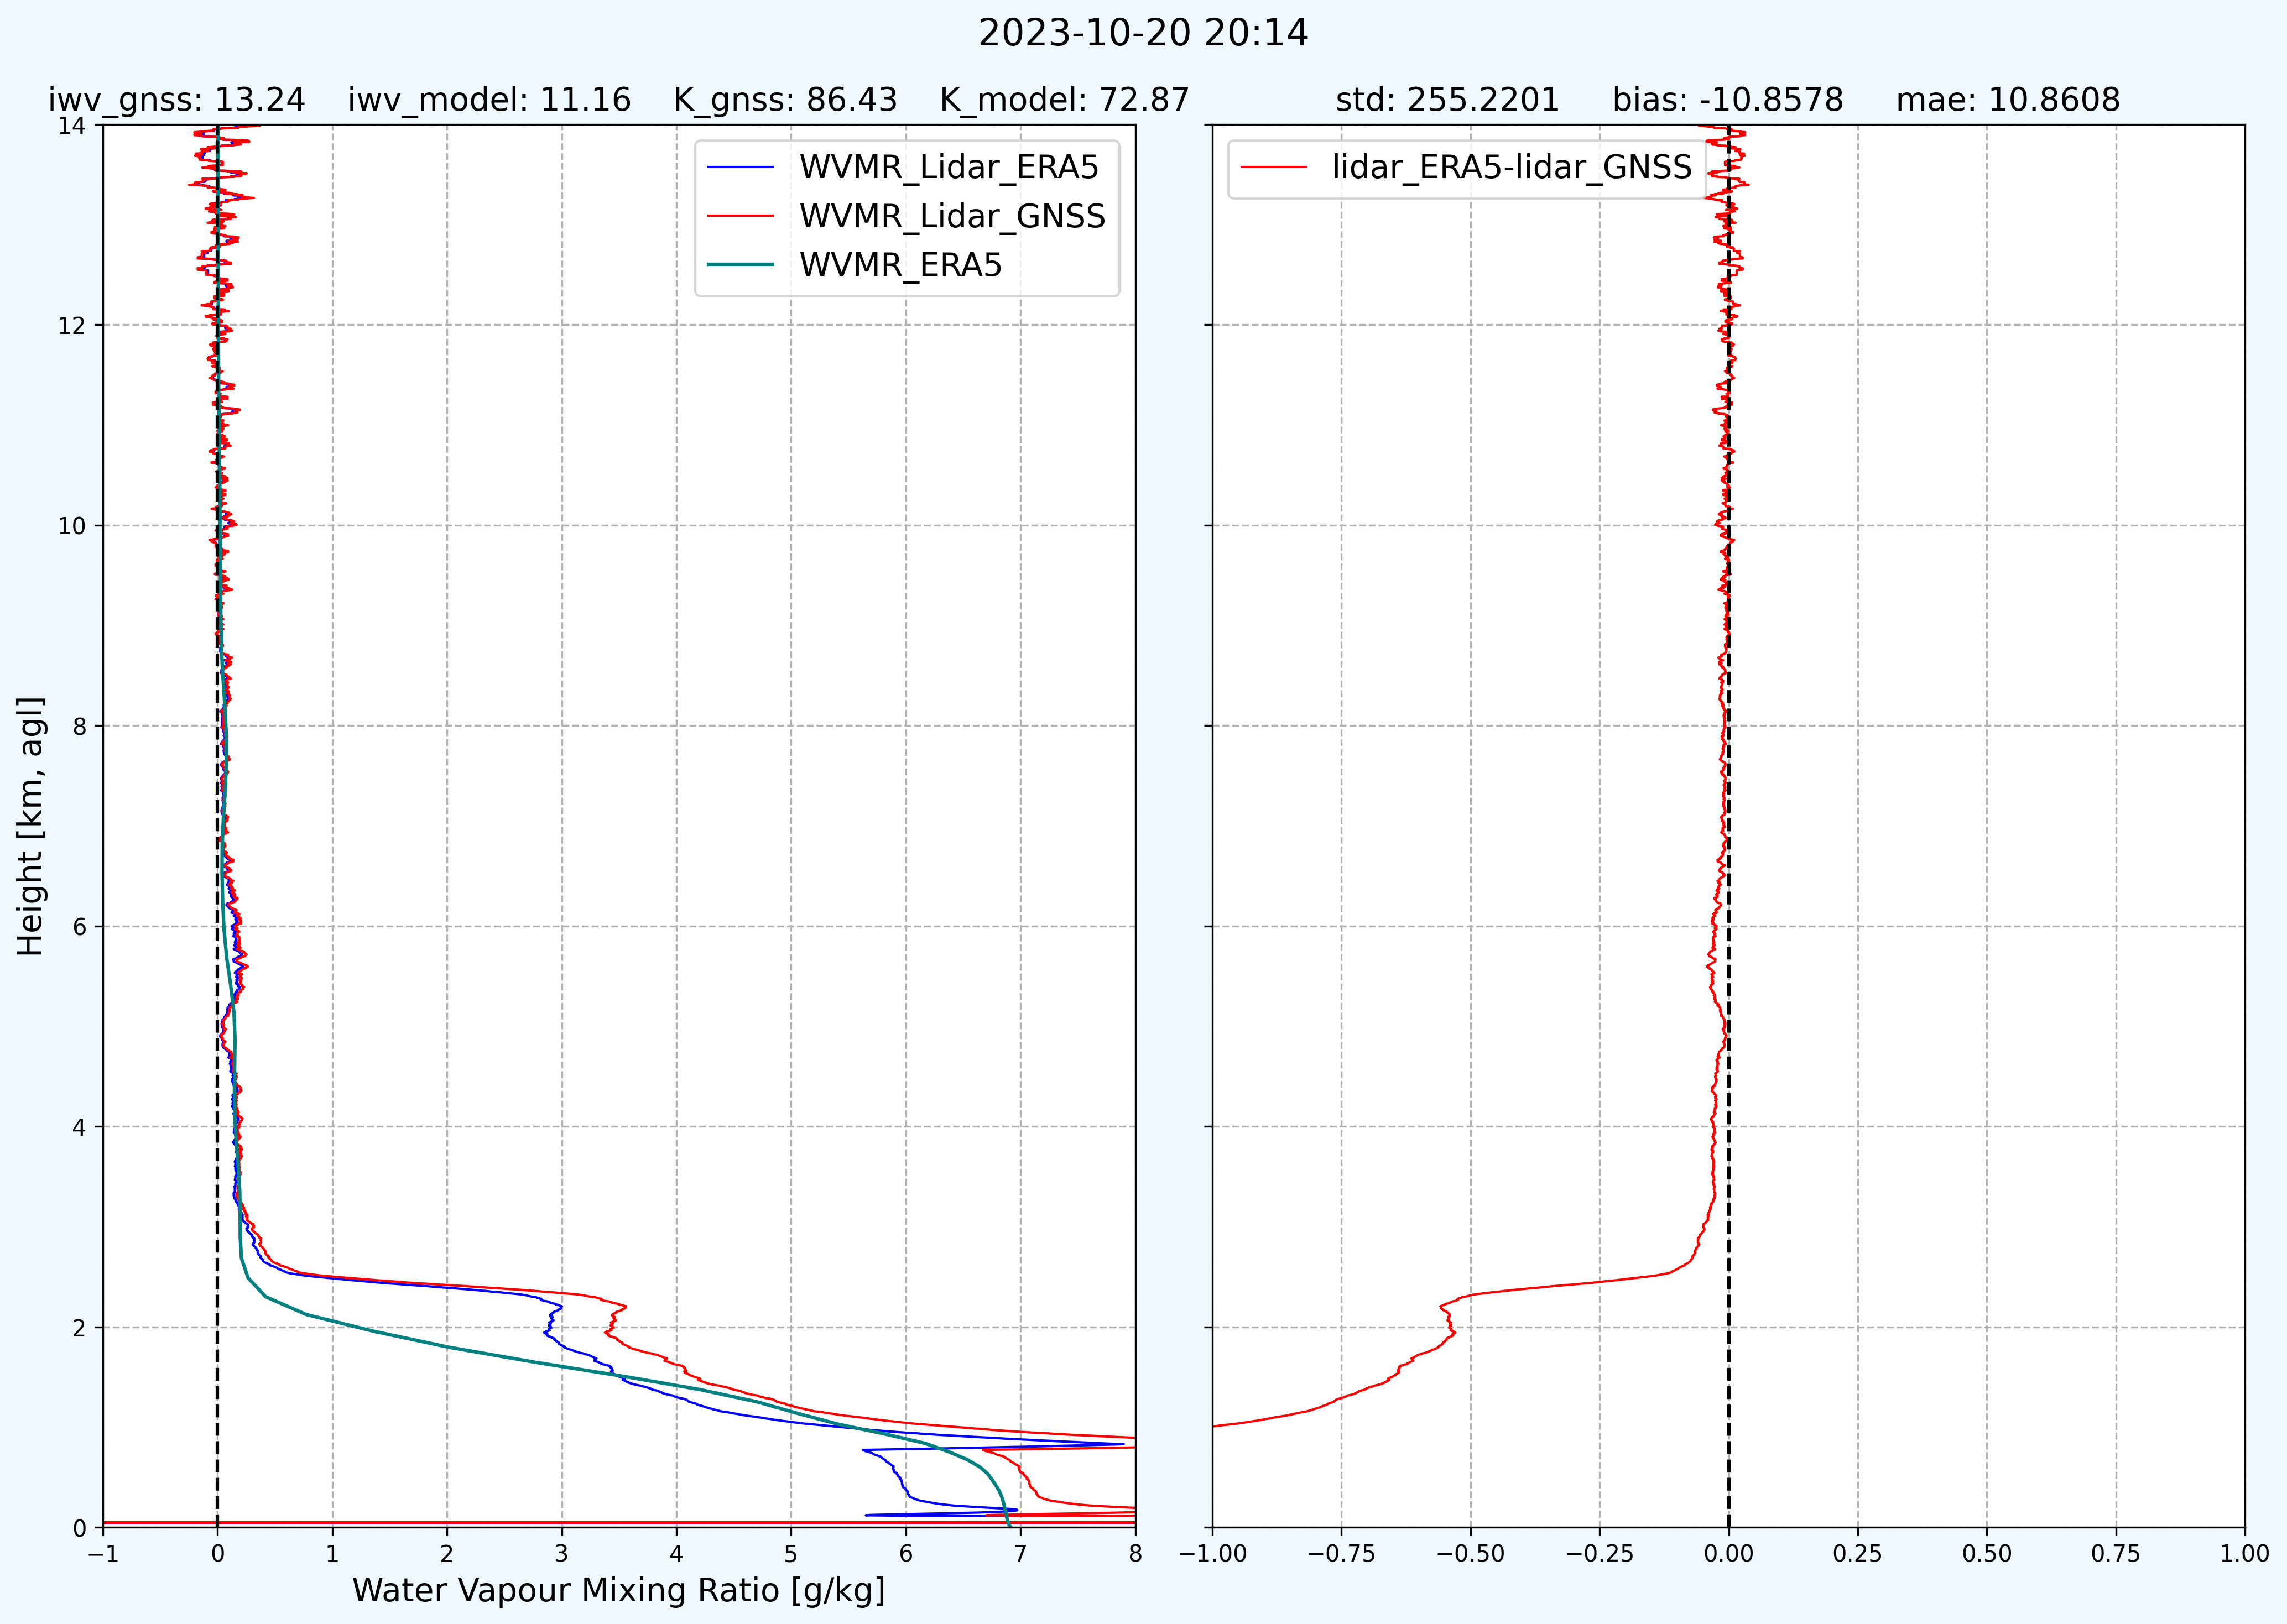 2023-10-20 20:14
iwv_gnss: 13.24 iwv_model: 11.16 K_gnss: 86.43 K_model: 72.87
std: 255.2201 bias: -10.8578 mae: 10.8608
WVMR_Lidar_ERA5
WVMR_Lidar_GNSS
WVMR_ERA5
lidar_ERA5-lidar_GNSS
14
12
10
8
6
4
2
0
Height [km, agl]
−1 0 1 2 3 4 5 6 7 8
Water Vapour Mixing Ratio [g/kg]
−1.00 −0.75 −0.50 −0.25 0.00 0.25 0.50 0.75 1.00